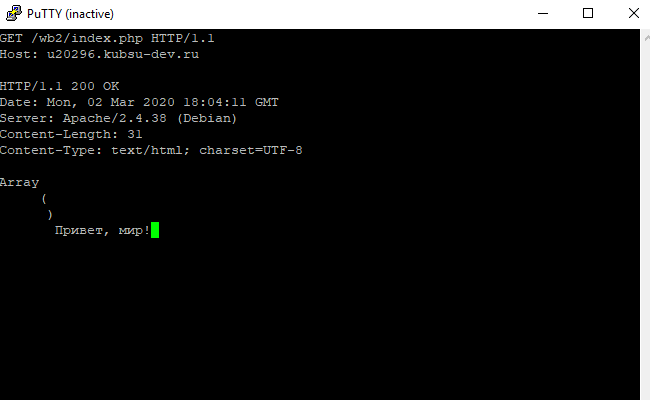 PuTTY (inactive)
GET /wb2/index.php HTTP/1.1
Host: u20296.kubsu-dev.ru
HTTP/1.1 200 OK
Date: Mon, 02 Mar 2020 18:04:11 GMT
Server: Apache/2.4.38 (Debian)
Content-Length: 31
Content-Type: text/html; charset=UTF-8
Array
(
)
Привет, мир!